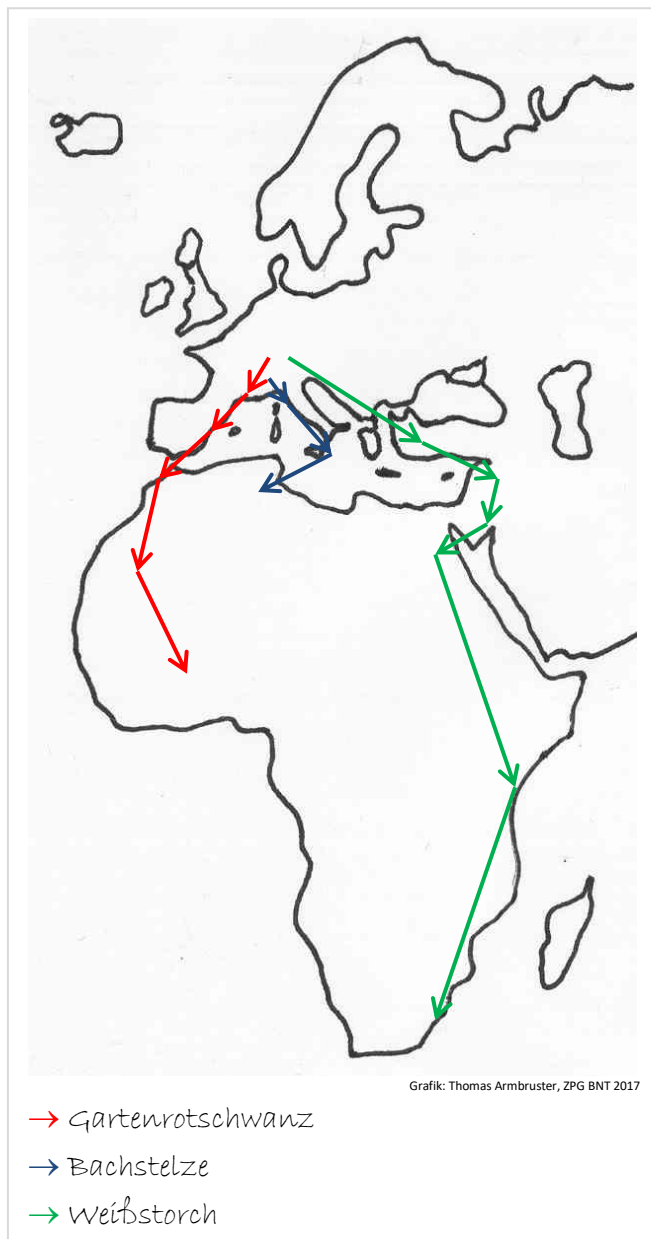 Grafik: Thomas Armbruster, ZPG BNT 2017
→ Gartenrotschwanz
→ Bachstelze
→ Weißstorch